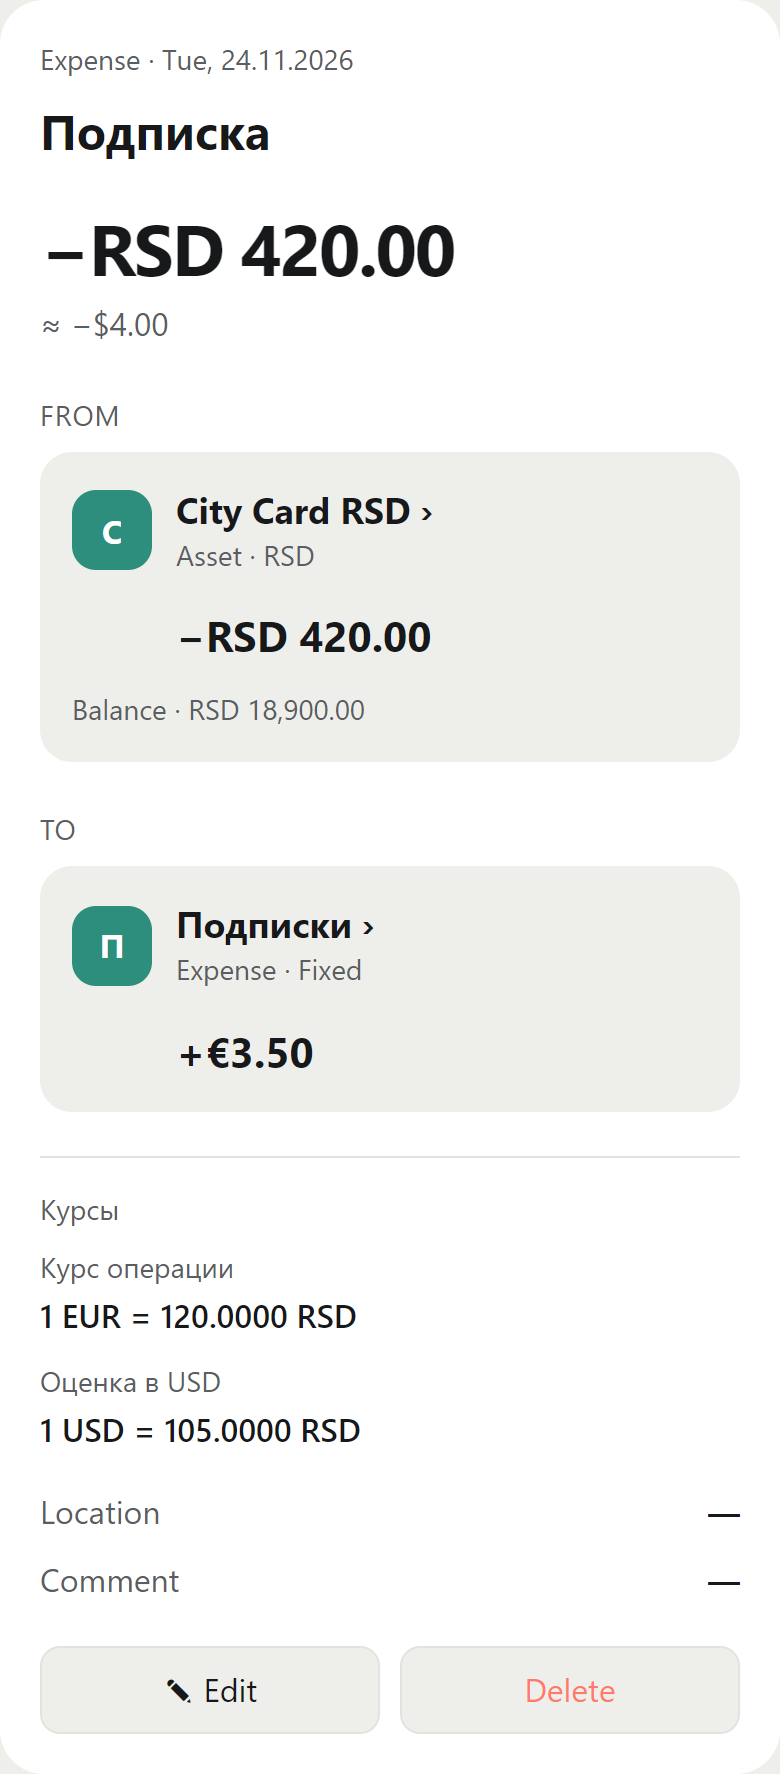 Expense · Tue, 24.11.2026
Подписка
−RSD 420.00
≈ −$4.00
FROM
C
City Card RSD ›
Asset · RSD
−RSD 420.00
Balance · RSD 18,900.00
TO
П
Подписки ›
Expense · Fixed
+€3.50
Курсы
Курс операции
1 EUR = 120.0000 RSD
Оценка в USD
1 USD = 105.0000 RSD
Location —
Comment —
✎ Edit
Delete